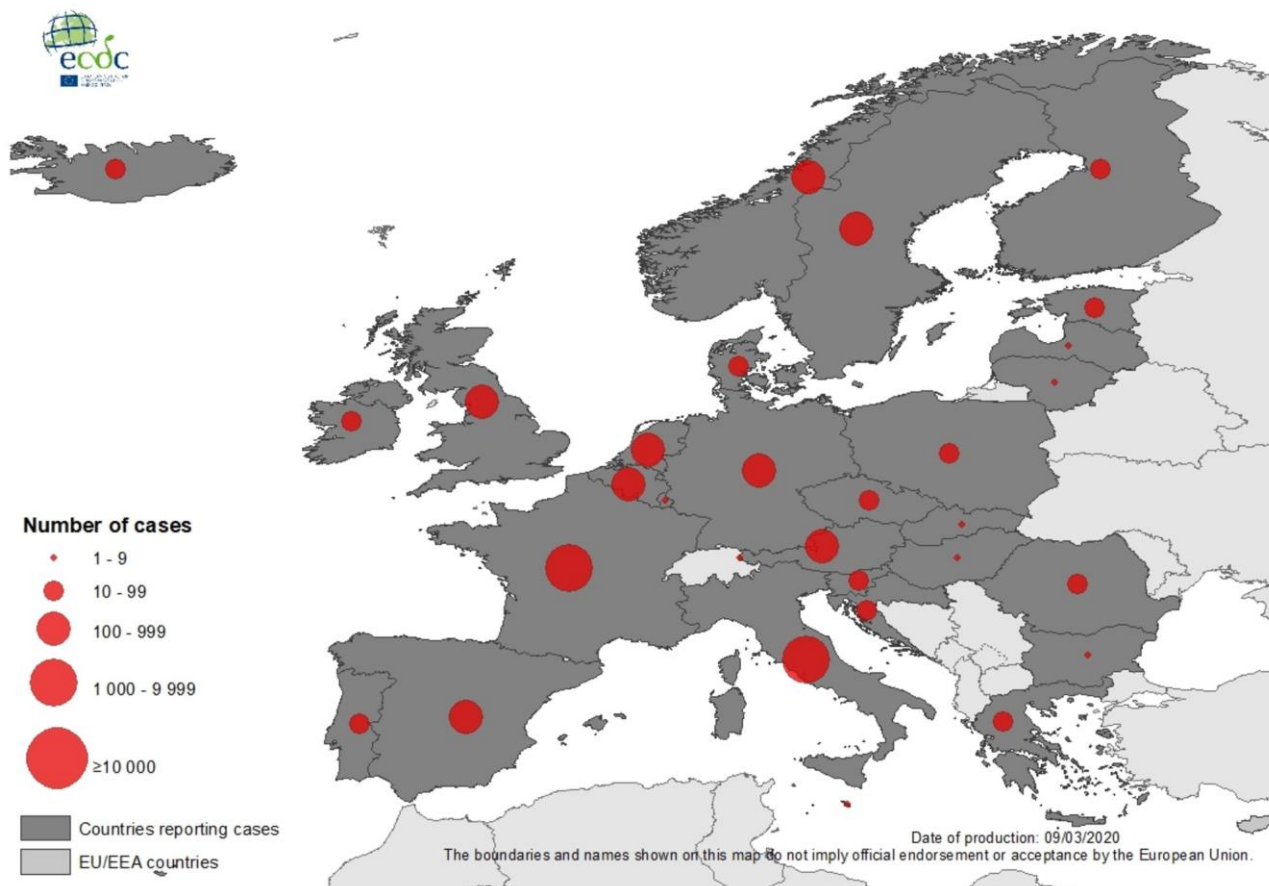 ecdc
Number of cases
1 - 9
10 - 99
100 - 999
1 000 - 9 999
≥10 000
Countries reporting cases
EU/EEA countries
Date of production: 09/03/2020
The boundaries and names shown on this map do not imply official endorsement or acceptance by the European Union.